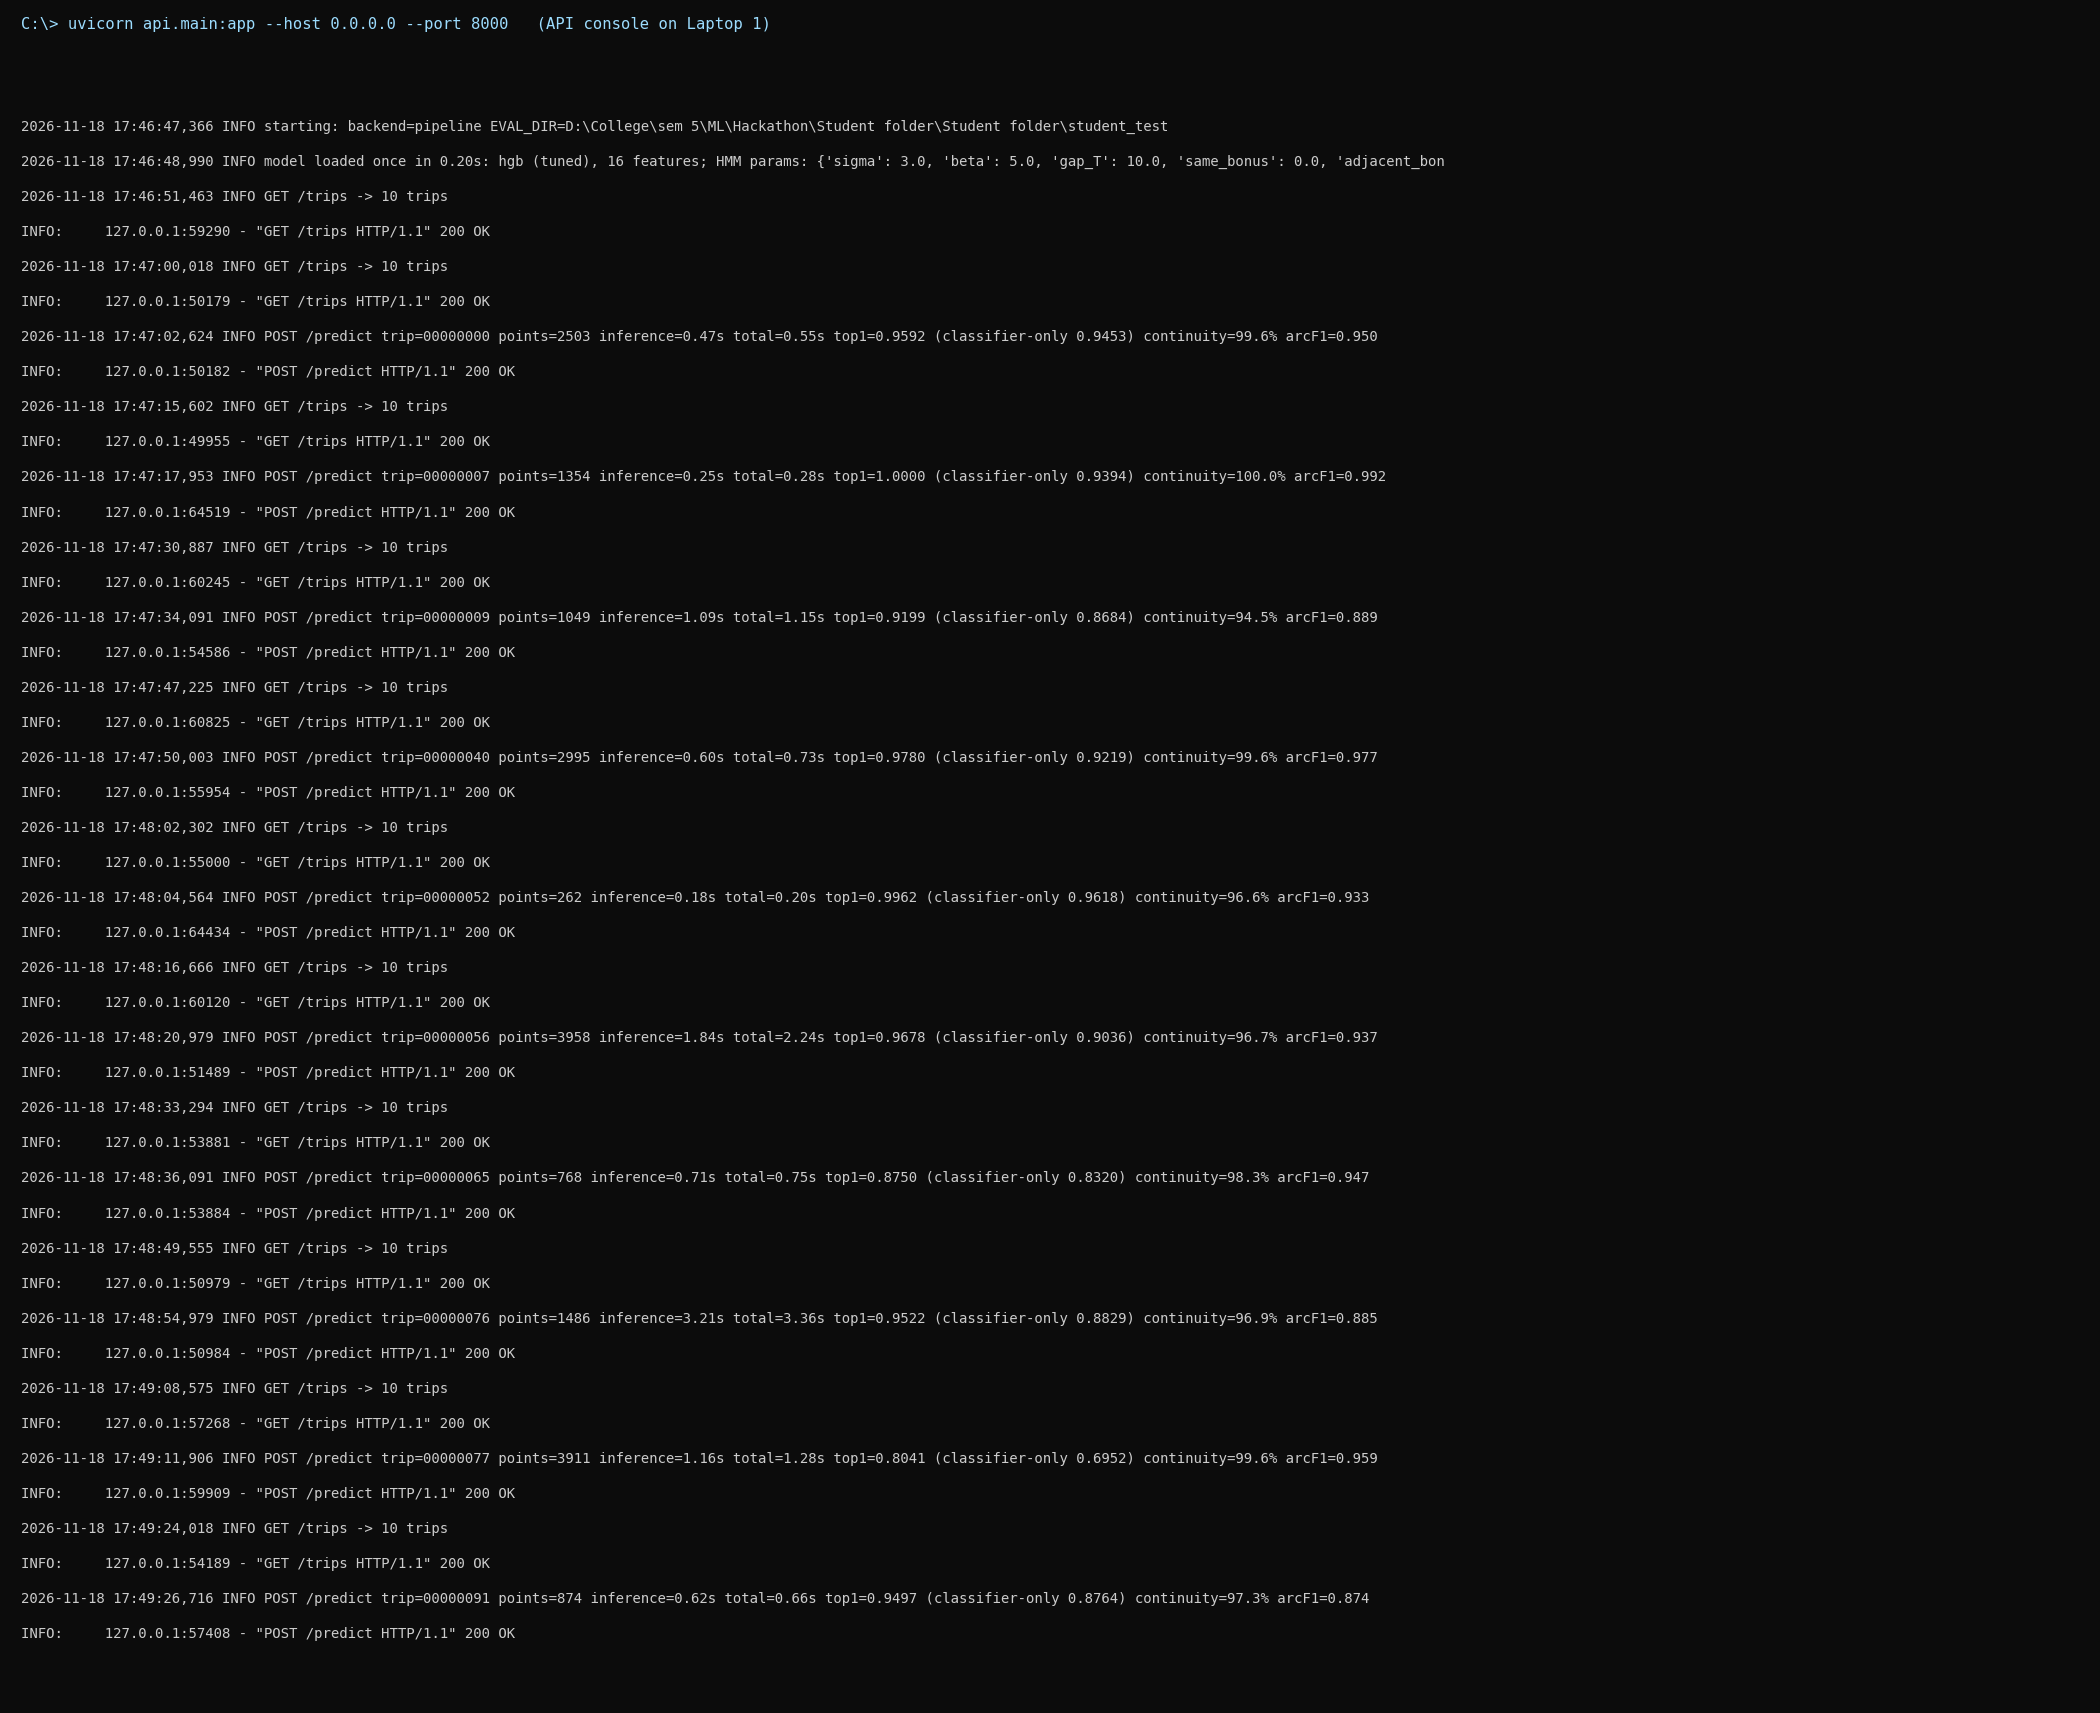 C:\> uvicorn api.main:app --host 0.0.0.0 --port 8000   (API console on Laptop 1)
2026-11-18 17:46:47,366 INFO starting: backend=pipeline EVAL_DIR=D:\College\sem 5\ML\Hackathon\Student folder\Student folder\student_test
2026-11-18 17:46:48,990 INFO model loaded once in 0.20s: hgb (tuned), 16 features; HMM params: {'sigma': 3.0, 'beta': 5.0, 'gap_T': 10.0, 'same_bonus': 0.0, 'adjacent_bon
2026-11-18 17:46:51,463 INFO GET /trips -> 10 trips
INFO:     127.0.0.1:59290 - "GET /trips HTTP/1.1" 200 OK
2026-11-18 17:47:00,018 INFO GET /trips -> 10 trips
INFO:     127.0.0.1:50179 - "GET /trips HTTP/1.1" 200 OK
2026-11-18 17:47:02,624 INFO POST /predict trip=00000000 points=2503 inference=0.47s total=0.55s top1=0.9592 (classifier-only 0.9453) continuity=99.6% arcF1=0.950
INFO:     127.0.0.1:50182 - "POST /predict HTTP/1.1" 200 OK
2026-11-18 17:47:15,602 INFO GET /trips -> 10 trips
INFO:     127.0.0.1:49955 - "GET /trips HTTP/1.1" 200 OK
2026-11-18 17:47:17,953 INFO POST /predict trip=00000007 points=1354 inference=0.25s total=0.28s top1=1.0000 (classifier-only 0.9394) continuity=100.0% arcF1=0.992
INFO:     127.0.0.1:64519 - "POST /predict HTTP/1.1" 200 OK
2026-11-18 17:47:30,887 INFO GET /trips -> 10 trips
INFO:     127.0.0.1:60245 - "GET /trips HTTP/1.1" 200 OK
2026-11-18 17:47:34,091 INFO POST /predict trip=00000009 points=1049 inference=1.09s total=1.15s top1=0.9199 (classifier-only 0.8684) continuity=94.5% arcF1=0.889
INFO:     127.0.0.1:54586 - "POST /predict HTTP/1.1" 200 OK
2026-11-18 17:47:47,225 INFO GET /trips -> 10 trips
INFO:     127.0.0.1:60825 - "GET /trips HTTP/1.1" 200 OK
2026-11-18 17:47:50,003 INFO POST /predict trip=00000040 points=2995 inference=0.60s total=0.73s top1=0.9780 (classifier-only 0.9219) continuity=99.6% arcF1=0.977
INFO:     127.0.0.1:55954 - "POST /predict HTTP/1.1" 200 OK
2026-11-18 17:48:02,302 INFO GET /trips -> 10 trips
INFO:     127.0.0.1:55000 - "GET /trips HTTP/1.1" 200 OK
2026-11-18 17:48:04,564 INFO POST /predict trip=00000052 points=262 inference=0.18s total=0.20s top1=0.9962 (classifier-only 0.9618) continuity=96.6% arcF1=0.933
INFO:     127.0.0.1:64434 - "POST /predict HTTP/1.1" 200 OK
2026-11-18 17:48:16,666 INFO GET /trips -> 10 trips
INFO:     127.0.0.1:60120 - "GET /trips HTTP/1.1" 200 OK
2026-11-18 17:48:20,979 INFO POST /predict trip=00000056 points=3958 inference=1.84s total=2.24s top1=0.9678 (classifier-only 0.9036) continuity=96.7% arcF1=0.937
INFO:     127.0.0.1:51489 - "POST /predict HTTP/1.1" 200 OK
2026-11-18 17:48:33,294 INFO GET /trips -> 10 trips
INFO:     127.0.0.1:53881 - "GET /trips HTTP/1.1" 200 OK
2026-11-18 17:48:36,091 INFO POST /predict trip=00000065 points=768 inference=0.71s total=0.75s top1=0.8750 (classifier-only 0.8320) continuity=98.3% arcF1=0.947
INFO:     127.0.0.1:53884 - "POST /predict HTTP/1.1" 200 OK
2026-11-18 17:48:49,555 INFO GET /trips -> 10 trips
INFO:     127.0.0.1:50979 - "GET /trips HTTP/1.1" 200 OK
2026-11-18 17:48:54,979 INFO POST /predict trip=00000076 points=1486 inference=3.21s total=3.36s top1=0.9522 (classifier-only 0.8829) continuity=96.9% arcF1=0.885
INFO:     127.0.0.1:50984 - "POST /predict HTTP/1.1" 200 OK
2026-11-18 17:49:08,575 INFO GET /trips -> 10 trips
INFO:     127.0.0.1:57268 - "GET /trips HTTP/1.1" 200 OK
2026-11-18 17:49:11,906 INFO POST /predict trip=00000077 points=3911 inference=1.16s total=1.28s top1=0.8041 (classifier-only 0.6952) continuity=99.6% arcF1=0.959
INFO:     127.0.0.1:59909 - "POST /predict HTTP/1.1" 200 OK
2026-11-18 17:49:24,018 INFO GET /trips -> 10 trips
INFO:     127.0.0.1:54189 - "GET /trips HTTP/1.1" 200 OK
2026-11-18 17:49:26,716 INFO POST /predict trip=00000091 points=874 inference=0.62s total=0.66s top1=0.9497 (classifier-only 0.8764) continuity=97.3% arcF1=0.874
INFO:     127.0.0.1:57408 - "POST /predict HTTP/1.1" 200 OK